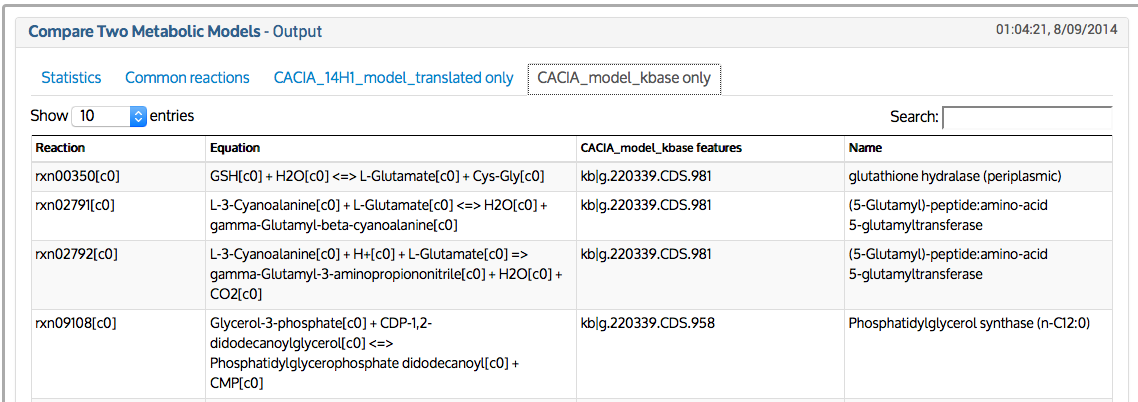 Compare Two Metabolic Models - Output 01:04:21, 8/09/2014
Statistics Common reactions CACIA_14H1_model_translated only CACIA_model_kbase only
Show 10 entries Search:
Reaction Equation CACIA_model_kbase features Name
rxn00350[c0] GSH[c0] + H2O[c0] <=> L-Glutamate[c0] + Cys-Gly[c0] kb|g.220339.CDS.981 glutathione hydralase (periplasmic)
rxn02791[c0] L-3-Cyanoalanine[c0] + L-Glutamate[c0] <=> H2O[c0] + kb|g.220339.CDS.981 (5-Glutamyl)-peptide:amino-acid
gamma-Glutamyl-beta-cyanoalanine[c0] 5-glutamyltransferase
rxn02792[c0] L-3-Cyanoalanine[c0] + H+[c0] + L-Glutamate[c0] => kb|g.220339.CDS.981 (5-Glutamyl)-peptide:amino-acid
gamma-Glutamyl-3-aminopropiononitrile[c0] + H2O[c0] + 5-glutamyltransferase
CO2[c0]
rxn09108[c0] Glycerol-3-phosphate[c0] + CDP-1,2- kb|g.220339.CDS.958 Phosphatidylglycerol synthase (n-C12:0)
didodecanoylglycerol[c0] <=>
Phosphatidylglycerophosphate didodecanoyl[c0] +
CMP[c0]